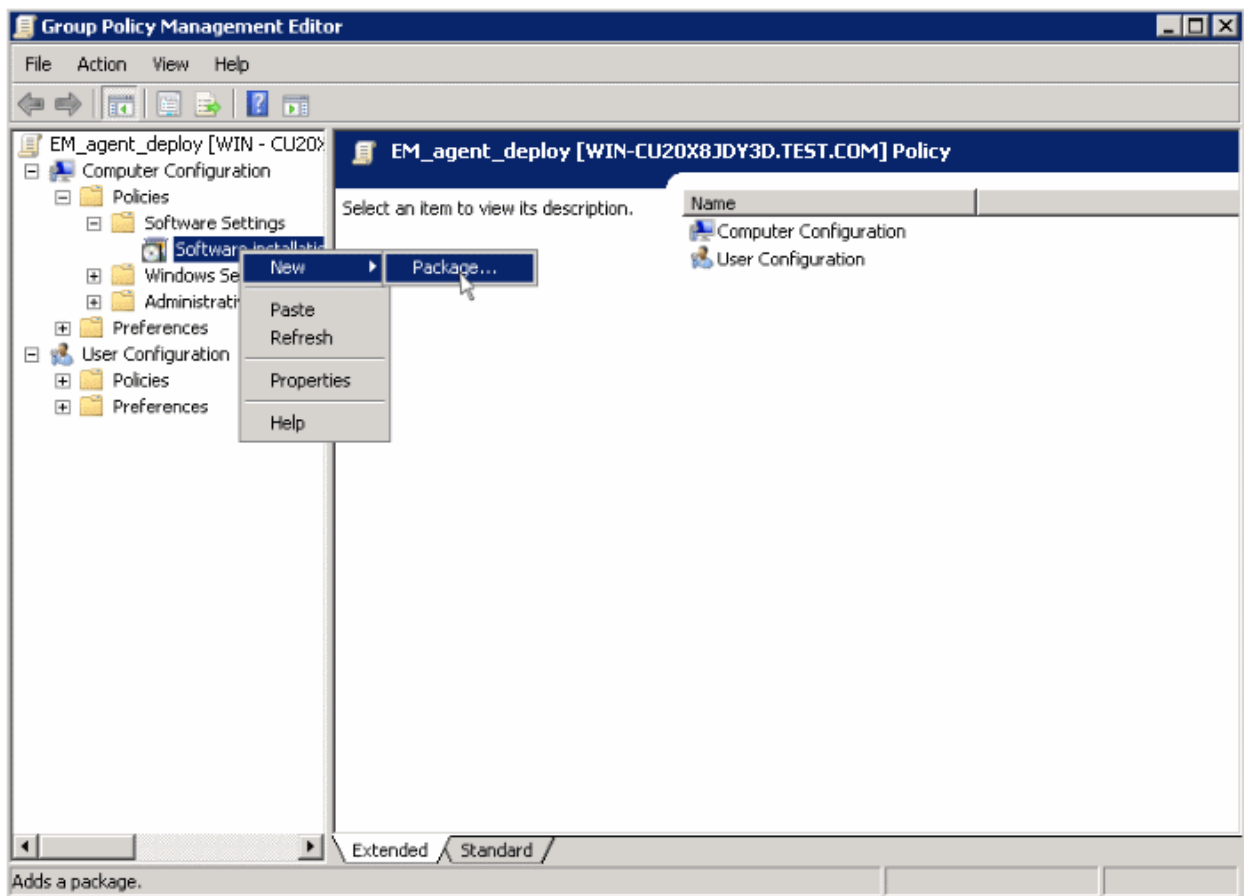 Group Policy Management Editor
File Action View Help
EM_agent_deploy [WIN - CU20X
Computer Configuration
Policies
Software Settings
Software installatio
Windows Se
Administrativ
Preferences
User Configuration
Policies
Preferences
New
Package...
Paste
Refresh
Properties
Help
EM_agent_deploy [WIN-CU20X8JDY3D.TEST.COM] Policy
Select an item to view its description.
Name
Computer Configuration
User Configuration
Extended Standard
Adds a package.